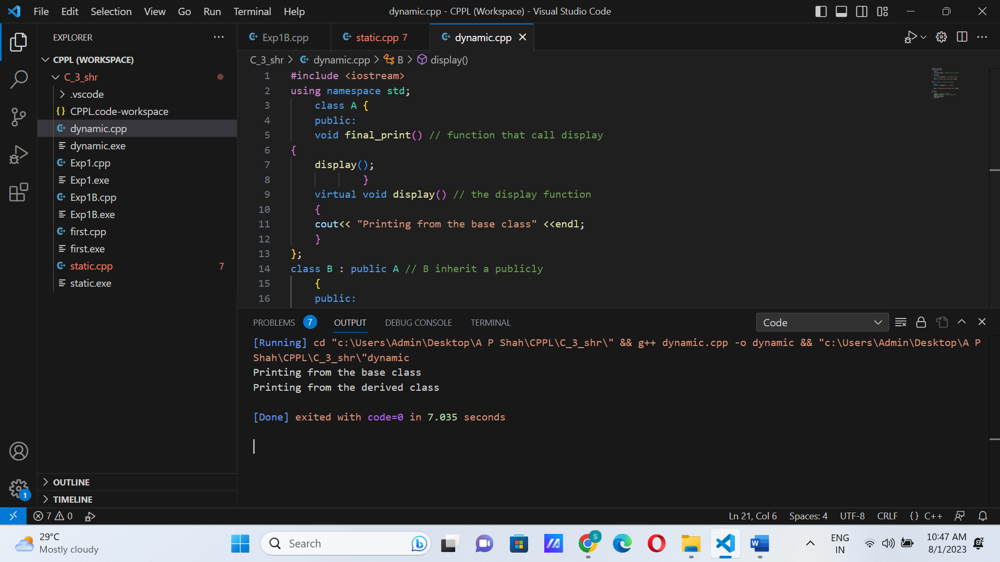 File Edit Selection View Go Run Terminal Help dynamic.cpp - CPPL (Workspace) - Visual Studio Code
EXPLORER
Exp1B.cpp static.cpp 7 dynamic.cpp
CPPL (WORKSPACE)
C_3_shr
.vscode
CPPL.code-workspace
dynamic.cpp
dynamic.exe
Exp1.cpp
Exp1.exe
Exp1B.cpp
Exp1B.exe
first.cpp
first.exe
static.cpp 7
static.exe
OUTLINE
TIMELINE
C_3_shr > dynamic.cpp > B > display()
1 #include <iostream>
2 using namespace std;
3 class A {
4 public:
5 void final_print() // function that call display
6 {
7 display();
8 }
9 virtual void display() // the display function
10 {
11 cout<< "Printing from the base class" <<endl;
12 }
13 };
14 class B : public A // B inherit a publicly
15 {
16 public:
PROBLEMS 7 OUTPUT DEBUG CONSOLE TERMINAL Code
[Running] cd "c:\Users\Admin\Desktop\A P Shah\CPPL\C_3_shr\" && g++ dynamic.cpp -o dynamic && "c:\Users\Admin\Desktop\A P
Shah\CPPL\C_3_shr\"dynamic
Printing from the base class
Printing from the derived class
[Done] exited with code=0 in 7.035 seconds
1
7 0 Ln 21, Col 6 Spaces: 4 UTF-8 CRLF {} C++
29°C
Mostly cloudy
Search
S
W
ENG
IN
10:47 AM
8/1/2023